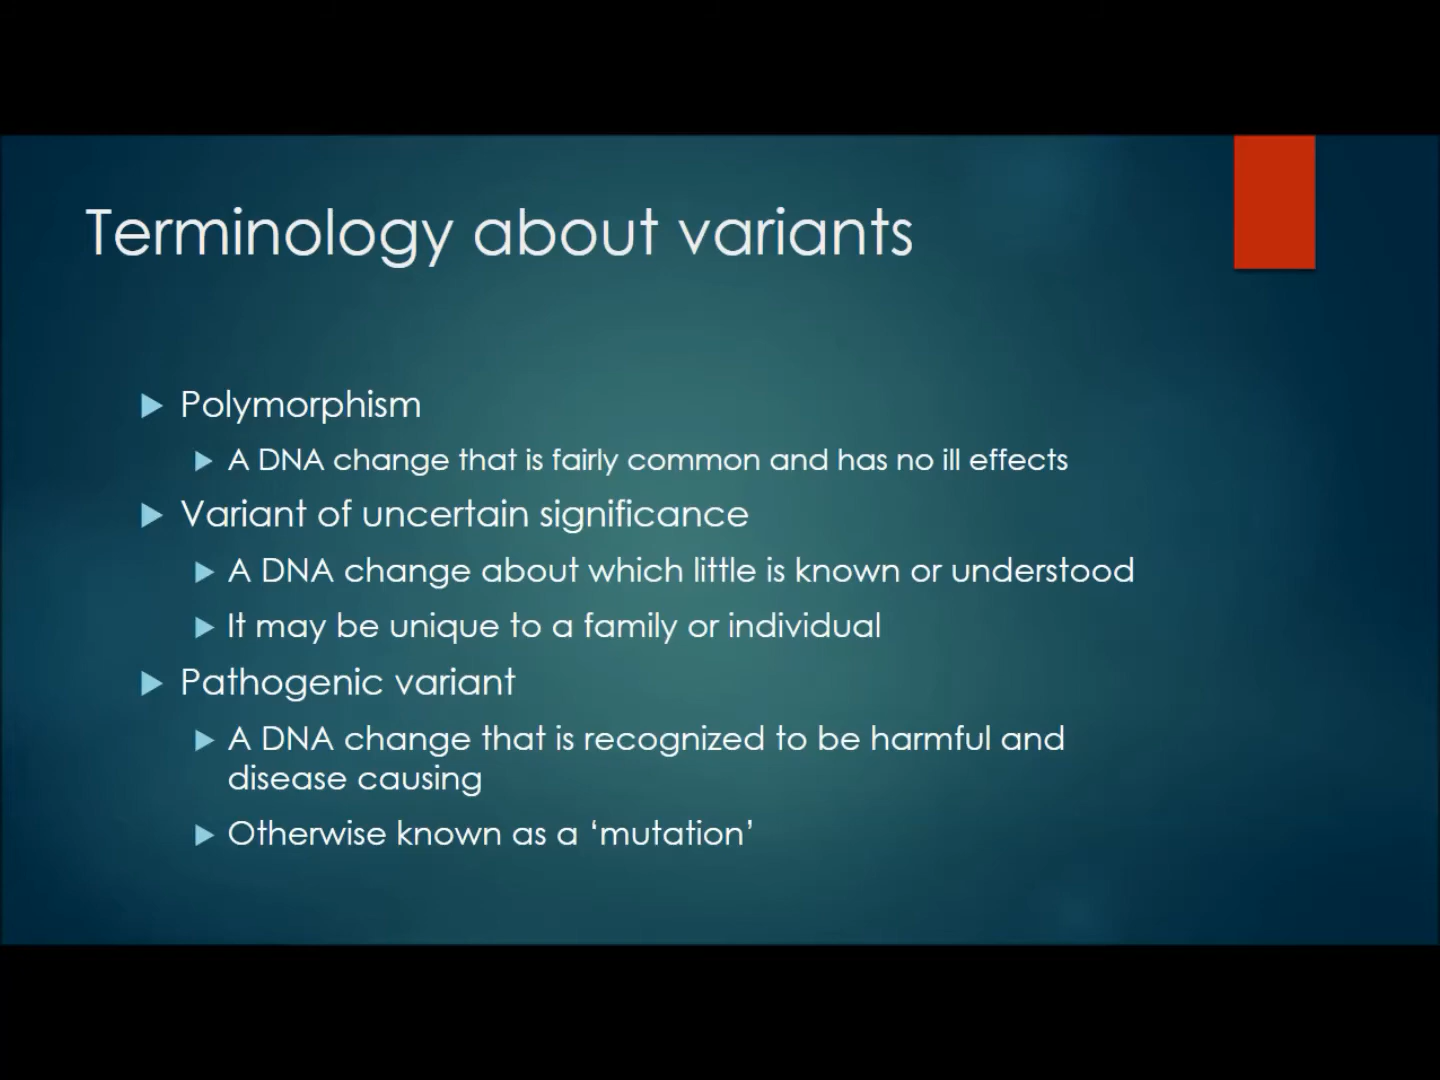 Terminology about variants
Polymorphism
A DNA change that is fairly common and has no ill effects
Variant of uncertain significance
A DNA change about which little is known or understood
It may be unique to a family or individual
Pathogenic variant
A DNA change that is recognized to be harmful and
disease causing
Otherwise known as a ‘mutation’